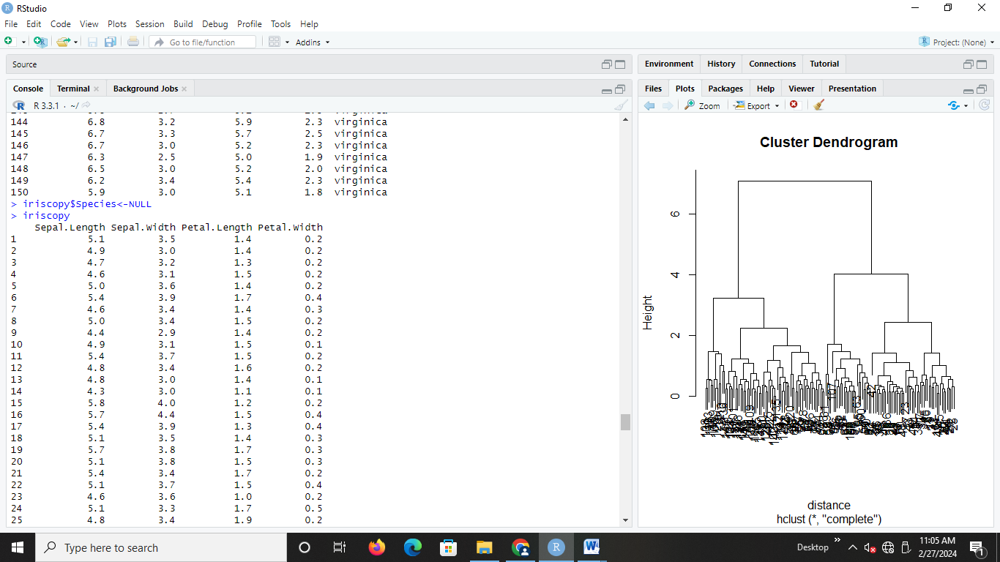 RStudio
File Edit Code View Plots Session Build Debug Profile Tools Help
Go to file/function
Addins
Project: (None)
Source
Console Terminal Background Jobs
R 3.3.1 · ~/
144 6.8 3.2 5.9 2.3 virginica
145 6.7 3.3 5.7 2.5 virginica
146 6.7 3.0 5.2 2.3 virginica
147 6.3 2.5 5.0 1.9 virginica
148 6.5 3.0 5.2 2.0 virginica
149 6.2 3.4 5.4 2.3 virginica
150 5.9 3.0 5.1 1.8 virginica
> iriscopy$Species<-NULL
> iriscopy
Sepal.Length Sepal.Width Petal.Length Petal.Width
1 5.1 3.5 1.4 0.2
2 4.9 3.0 1.4 0.2
3 4.7 3.2 1.3 0.2
4 4.6 3.1 1.5 0.2
5 5.0 3.6 1.4 0.2
6 5.4 3.9 1.7 0.4
7 4.6 3.4 1.4 0.3
8 5.0 3.4 1.5 0.2
9 4.4 2.9 1.4 0.2
10 4.9 3.1 1.5 0.1
11 5.4 3.7 1.5 0.2
12 4.8 3.4 1.6 0.2
13 4.8 3.0 1.4 0.1
14 4.3 3.0 1.1 0.1
15 5.8 4.0 1.2 0.2
16 5.7 4.4 1.5 0.4
17 5.4 3.9 1.3 0.4
18 5.1 3.5 1.4 0.3
19 5.7 3.8 1.7 0.3
20 5.1 3.8 1.5 0.3
21 5.4 3.4 1.7 0.2
22 5.1 3.7 1.5 0.4
23 4.6 3.6 1.0 0.2
24 5.1 3.3 1.7 0.5
25 4.8 3.4 1.9 0.2
Environment History Connections Tutorial
Files Plots Packages Help Viewer Presentation
Zoom Export
Cluster Dendrogram
Height
6
4
2
0
107
42
distance
hclust (*, "complete")
Type here to search
Desktop
11:05 AM
2/27/2024
1